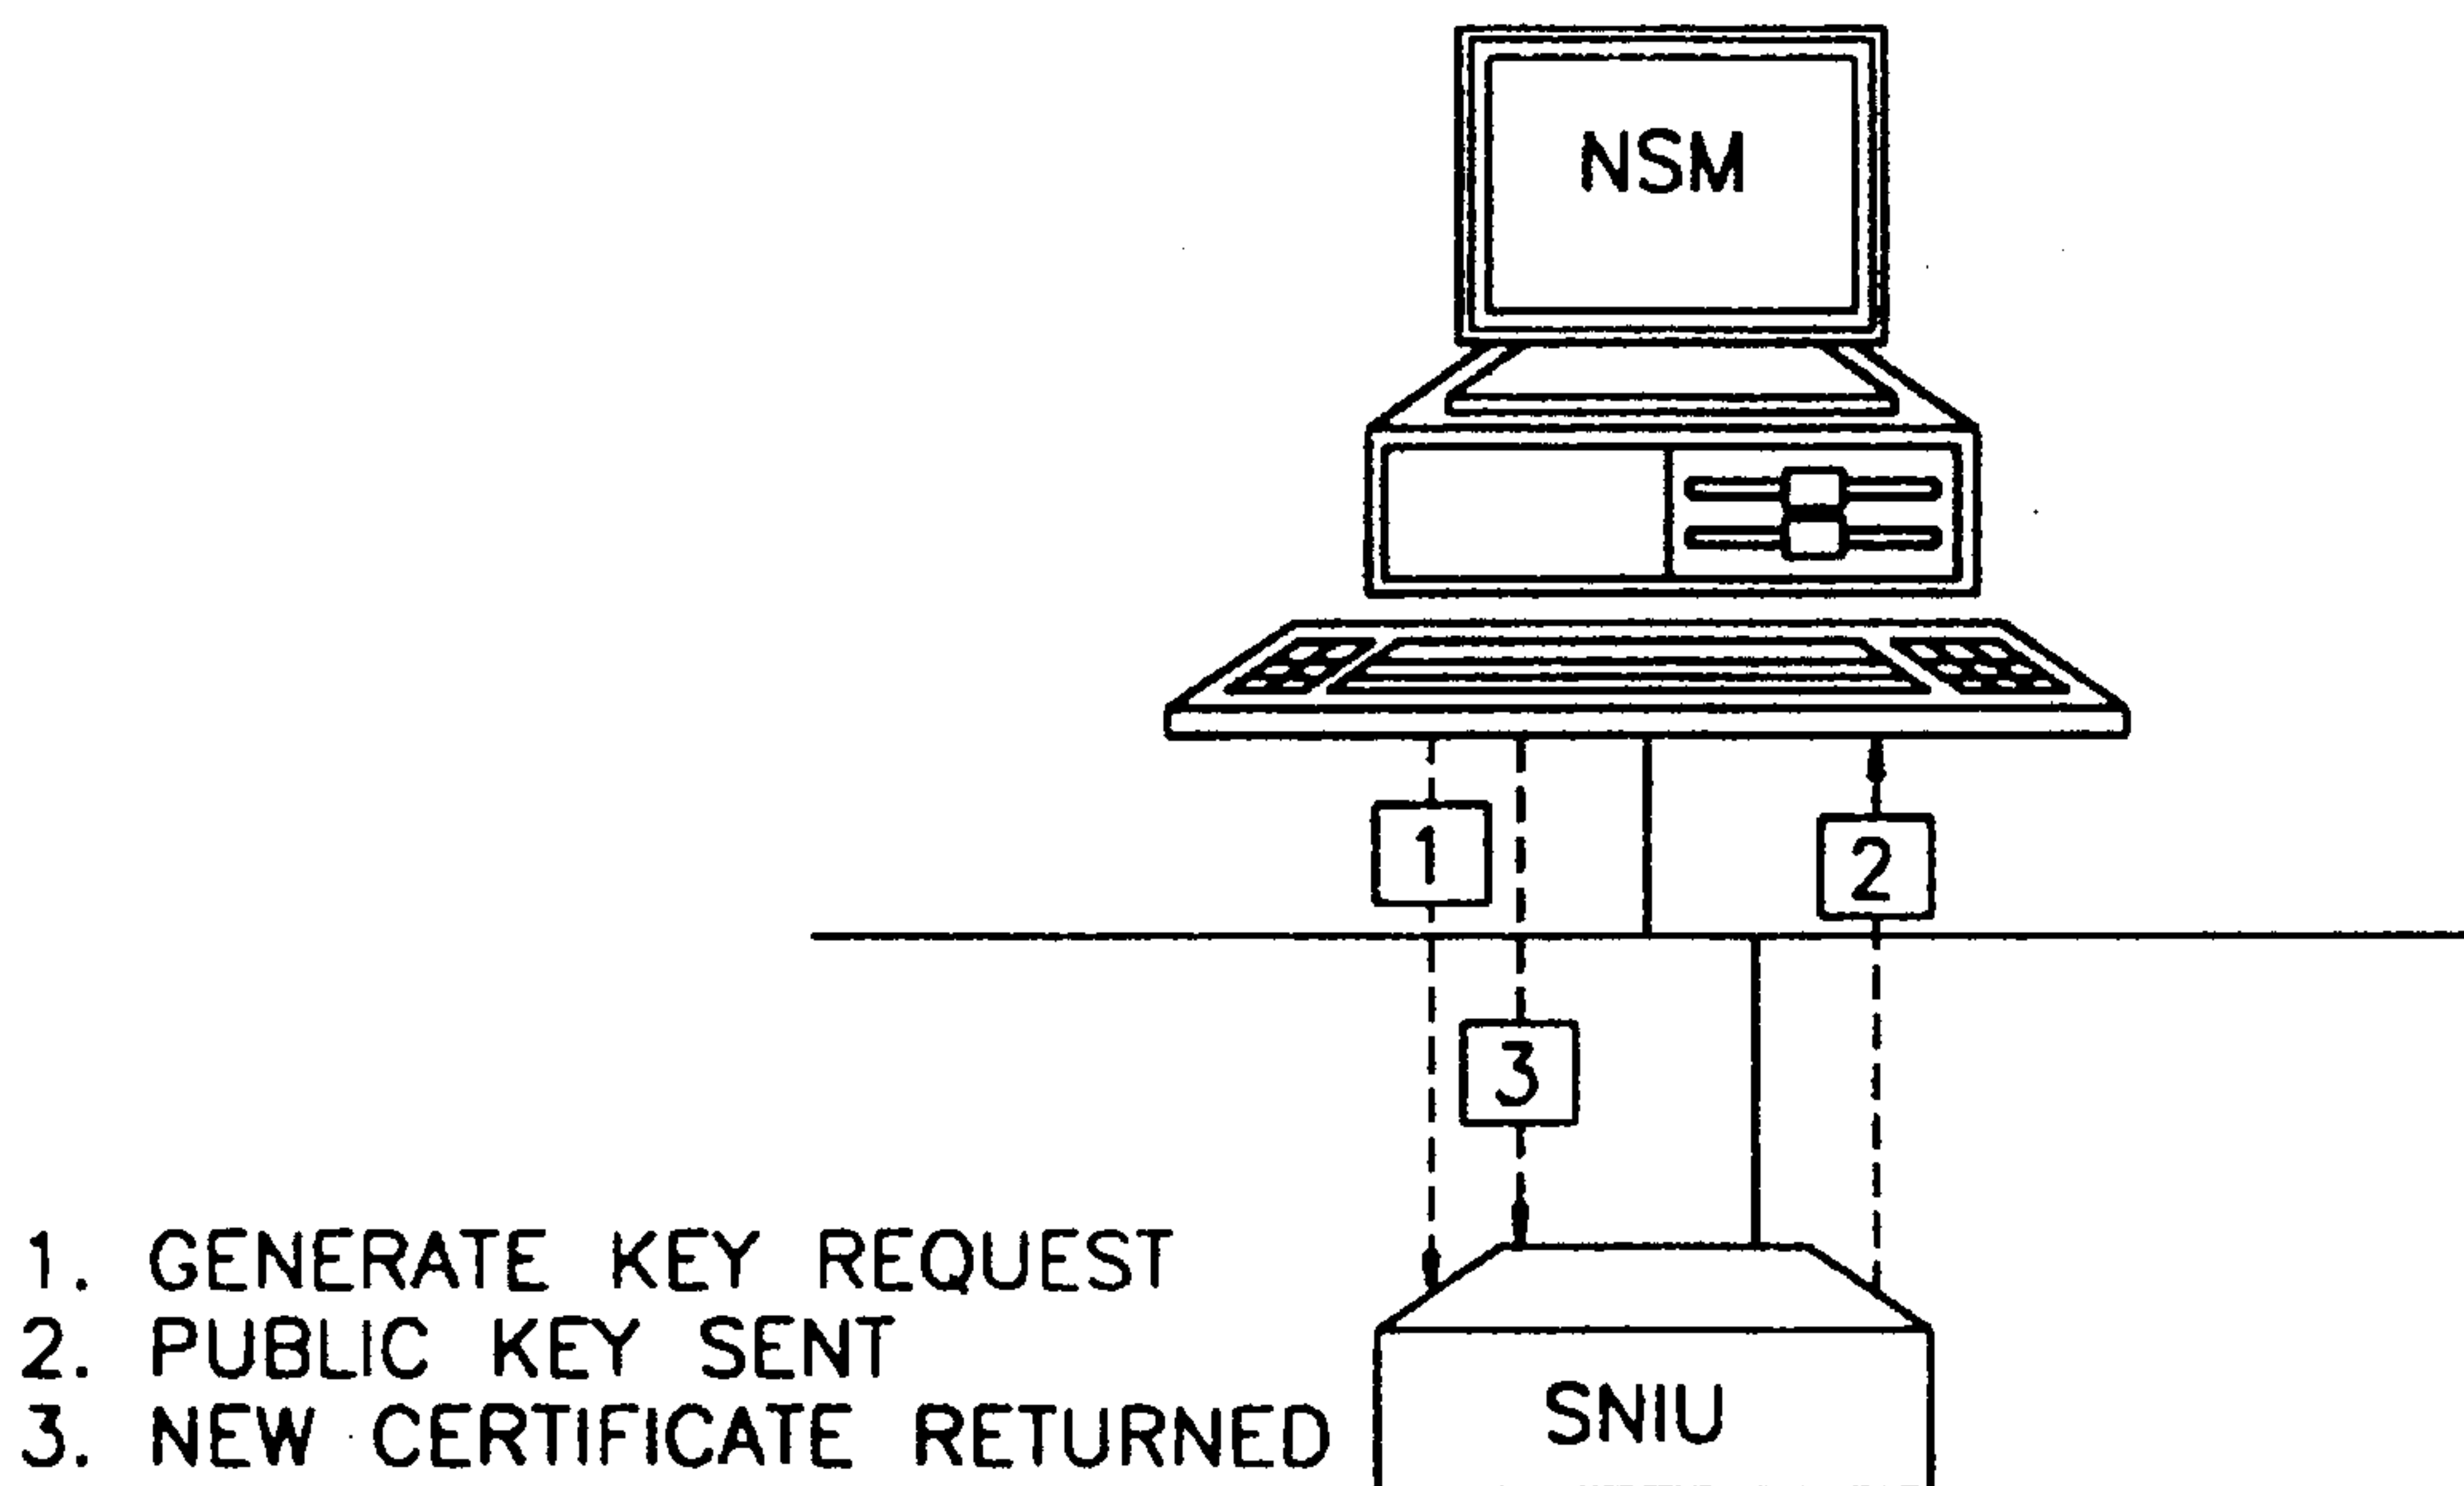 NSM
1
2
3
1. GENERATE KEY REQUEST
2. PUBLIC KEY SENT
3. NEW CERTIFICATE RETURNED
SNIU